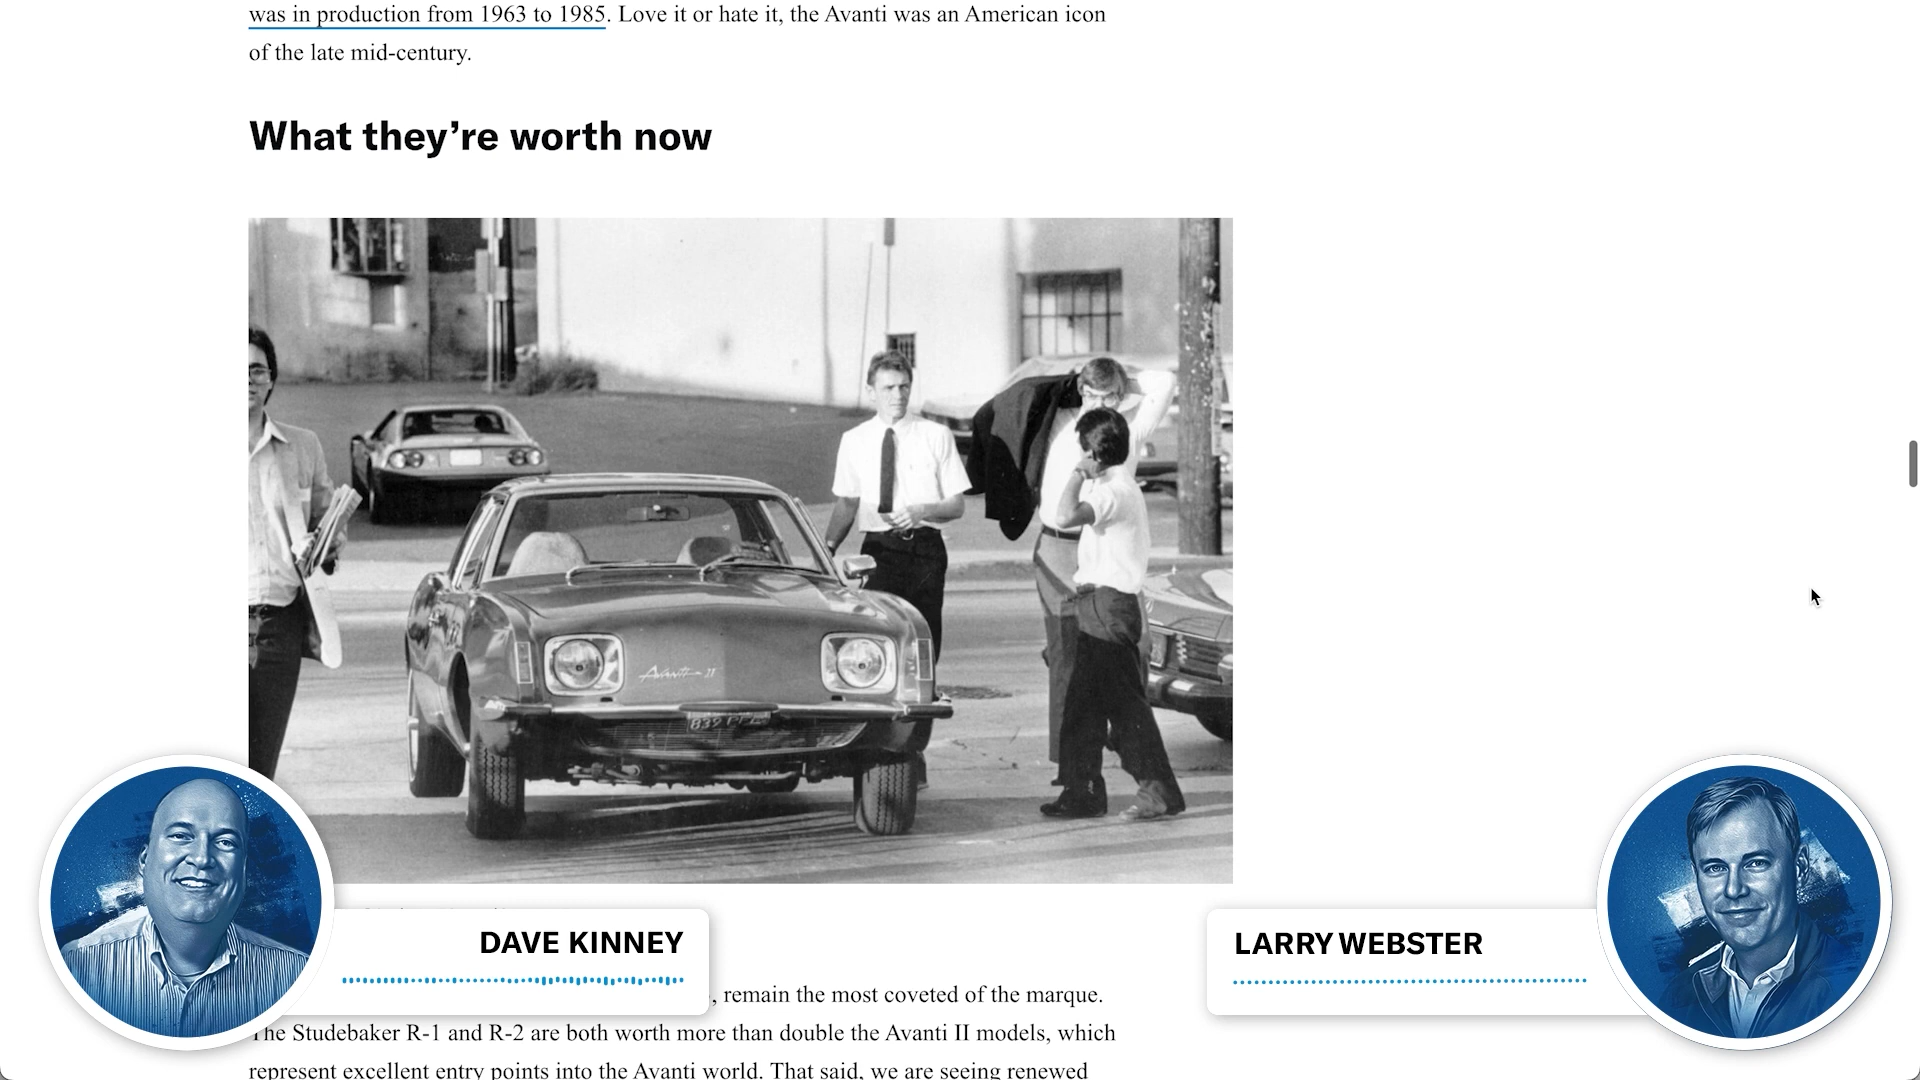 was in production from 1963 to 1985. Love it or hate it, the Avanti was an American icon
of the late mid-century.
What they’re worth now
Avanti II
839
DAVE KINNEY
LARRY WEBSTER
, remain the most coveted of the marque.
The Studebaker R-1 and R-2 are both worth more than double the Avanti II models, which
represent excellent entry points into the Avanti world. That said, we are seeing renewed